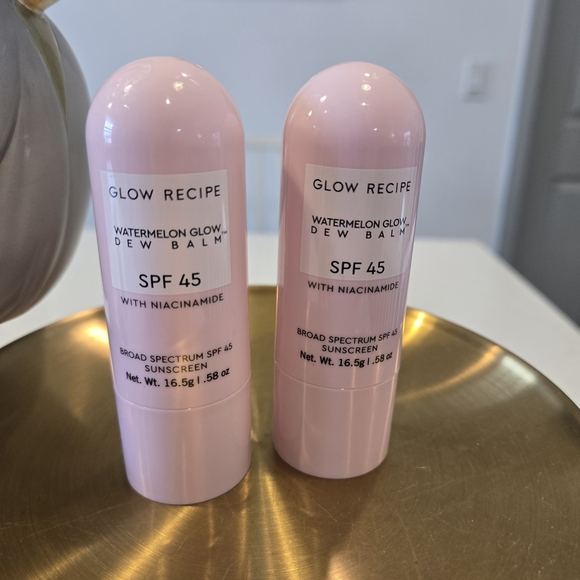 GLOW RECIPE
WATERMELON GLOW™
DEW BALM
SPF 45
WITH NIACINAMIDE
BROAD SPECTRUM SPF 45
SUNSCREEN
Net. Wt. 16.5g | .58 oz
GLOW RECIPE
WATERMELON GLOW™
DEW BALM
SPF 45
WITH NIACINAMIDE
BROAD SPECTRUM SPF 45
SUNSCREEN
Net. Wt. 16.5g | .58 oz